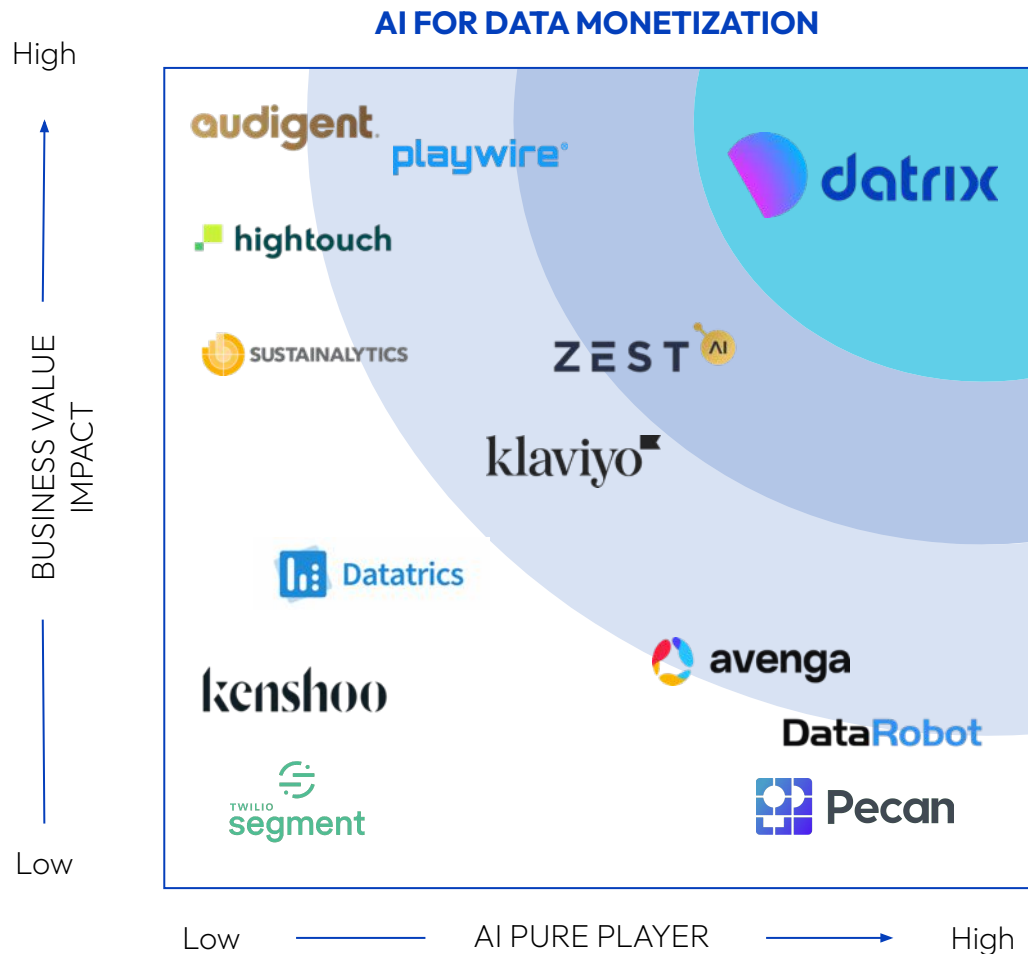 AI FOR DATA MONETIZATION
High
audigent.
playwire®
datrix
hightouch
SUSTAINALYTICS
ZEST AI
BUSINESS VALUE
IMPACT
klaviyo
Datatrics
avenga
kenshoo
DataRobot
TWILIO
segment
Pecan
Low
Low
AI PURE PLAYER
High